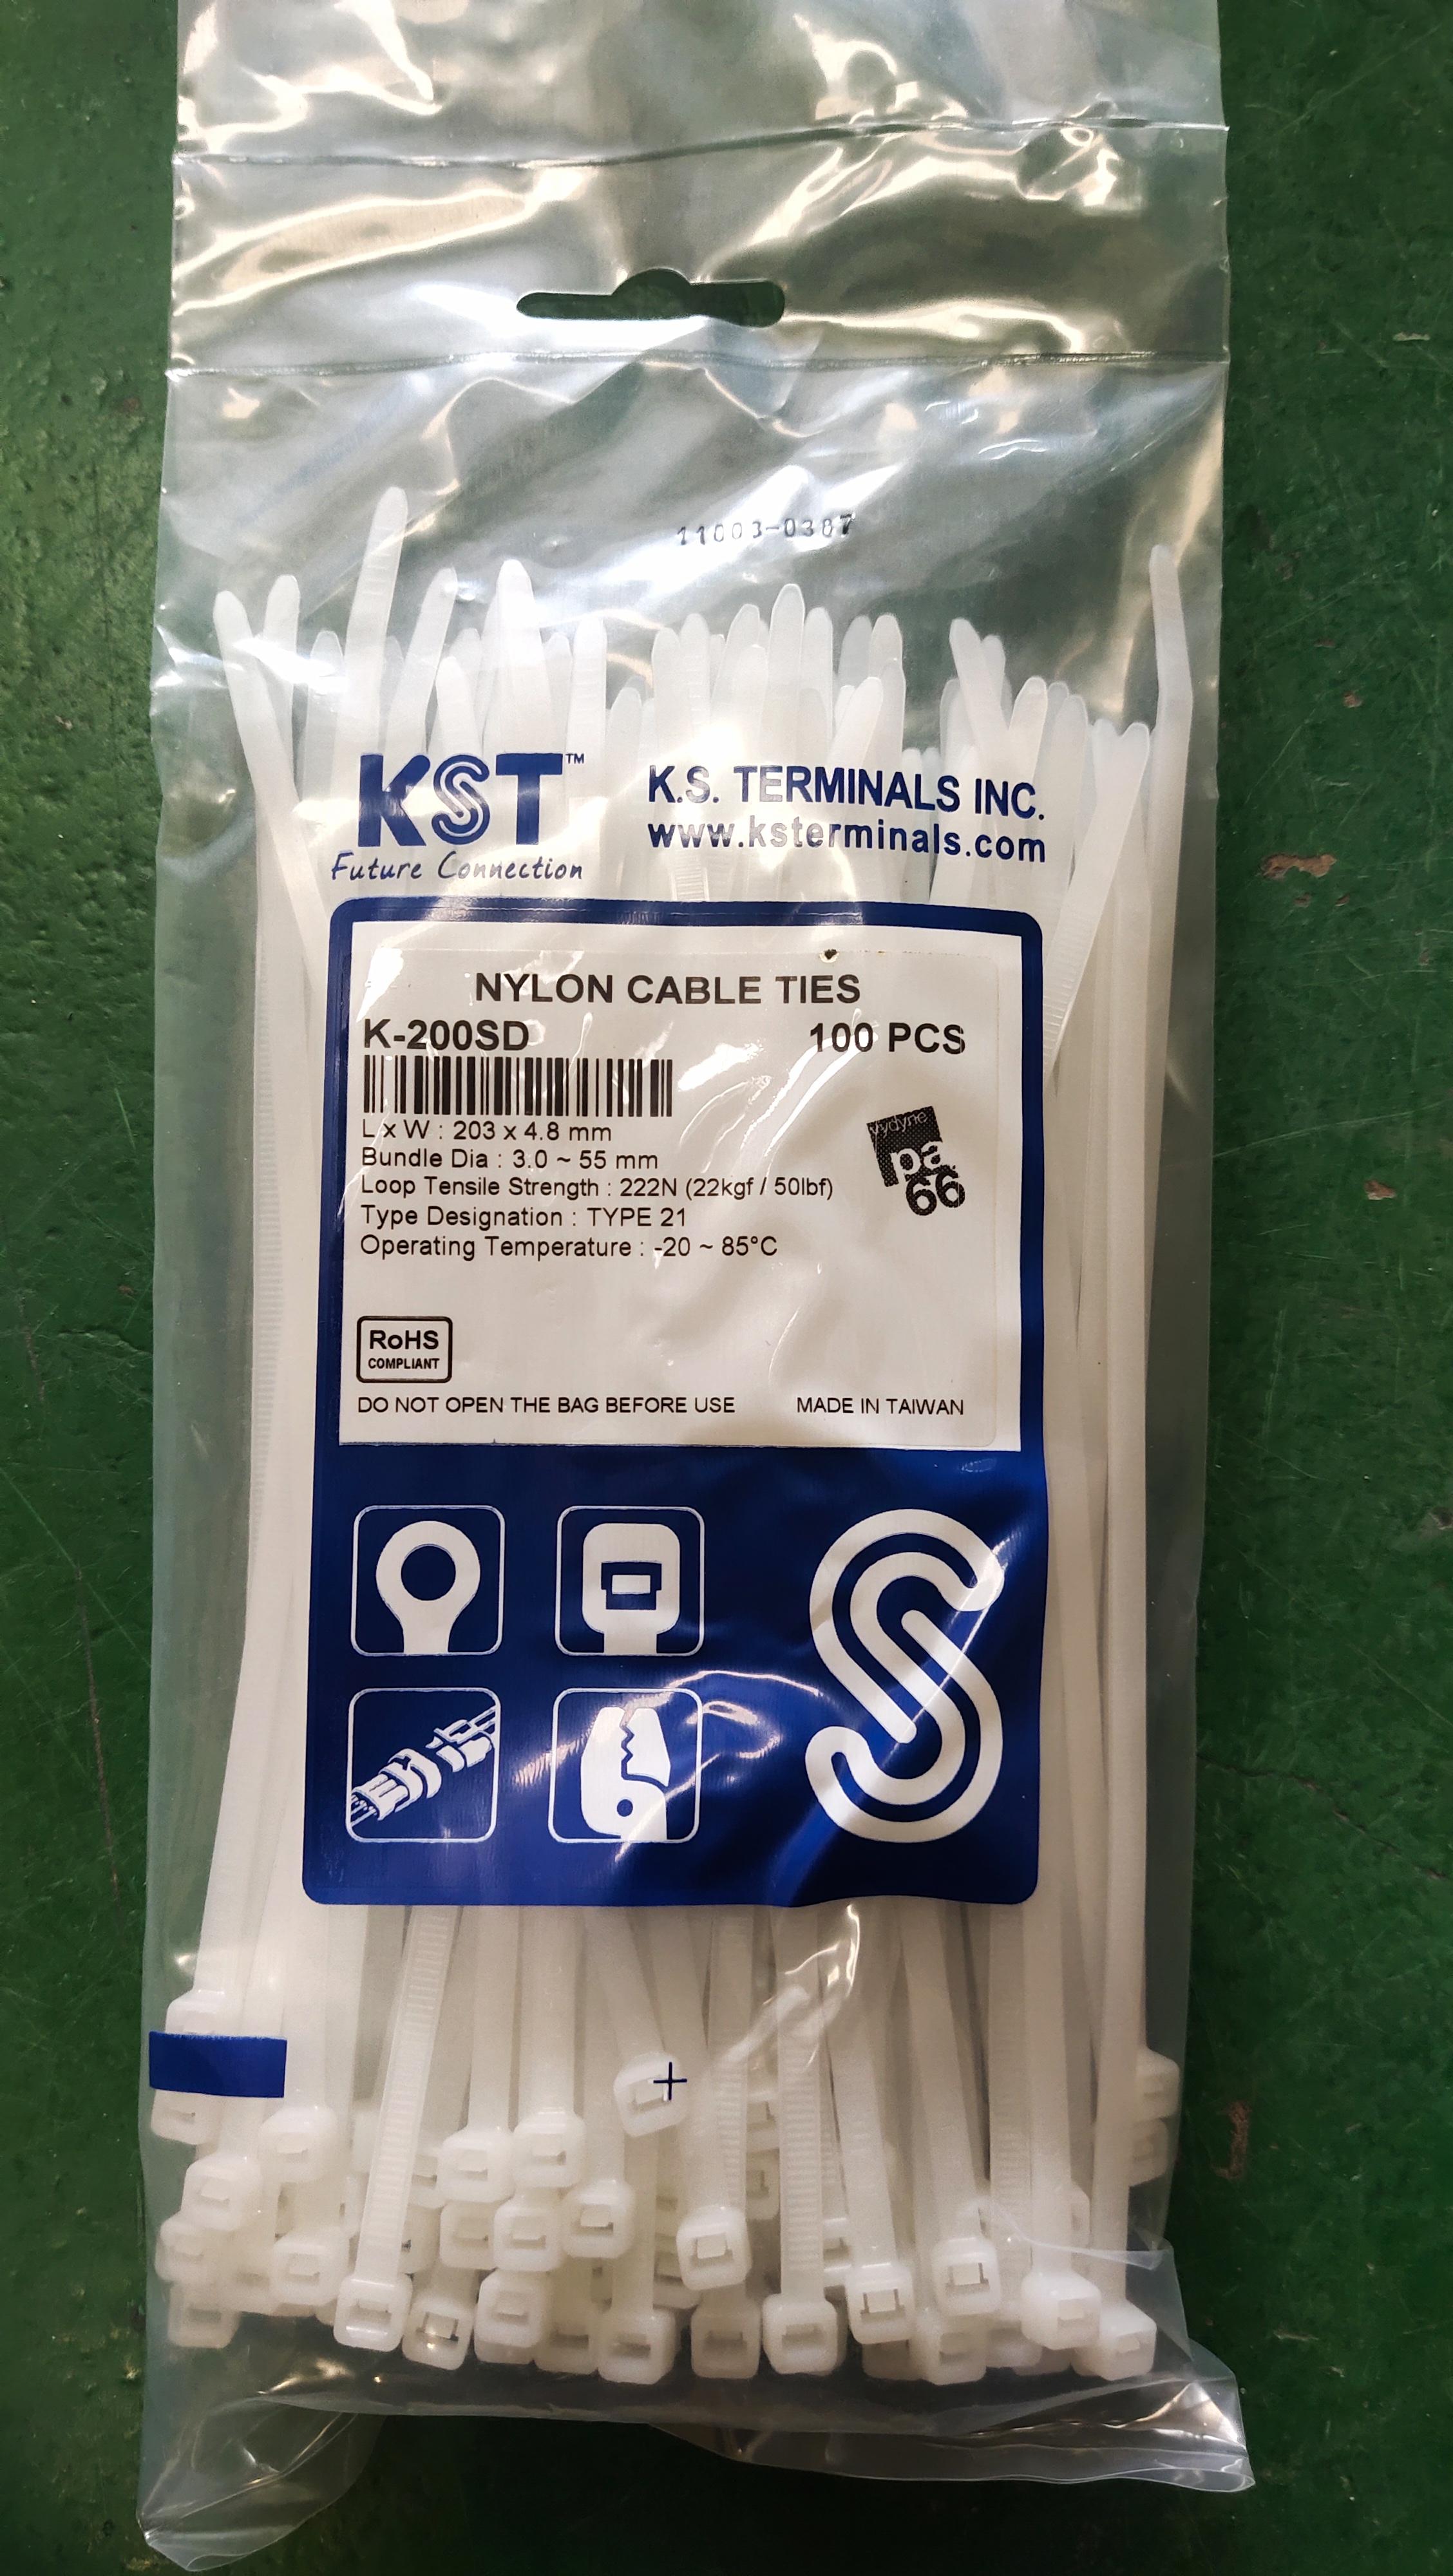 11003-0387
KST™
Future Connection
K.S. TERMINALS INC.
www.ksterminals.com
NYLON CABLE TIES
K-200SD 100 PCS
L x W : 203 x 4.8 mm
Bundle Dia : 3.0 ~ 55 mm
Loop Tensile Strength : 222N (22kgf / 50lbf)
Type Designation : TYPE 21
Operating Temperature : -20 ~ 85°C
vydyne
pa
66
RoHS
COMPLIANT
DO NOT OPEN THE BAG BEFORE USE MADE IN TAIWAN